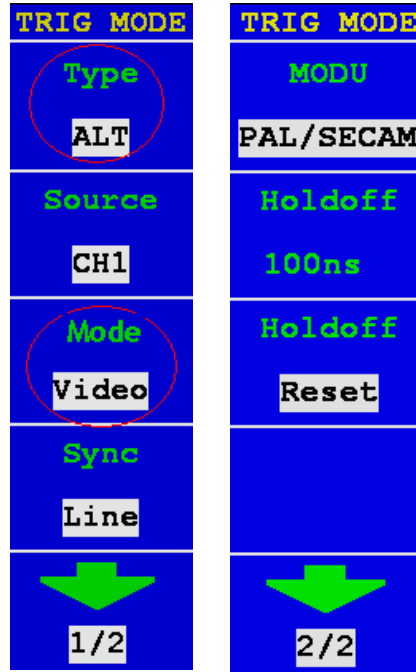 TRIG MODE
Type
ALT
Source
CH1
Mode
Video
Sync
Line
1/2
TRIG MODE
MODU
PAL/SECAM
Holdoff
100ns
Holdoff
Reset
2/2